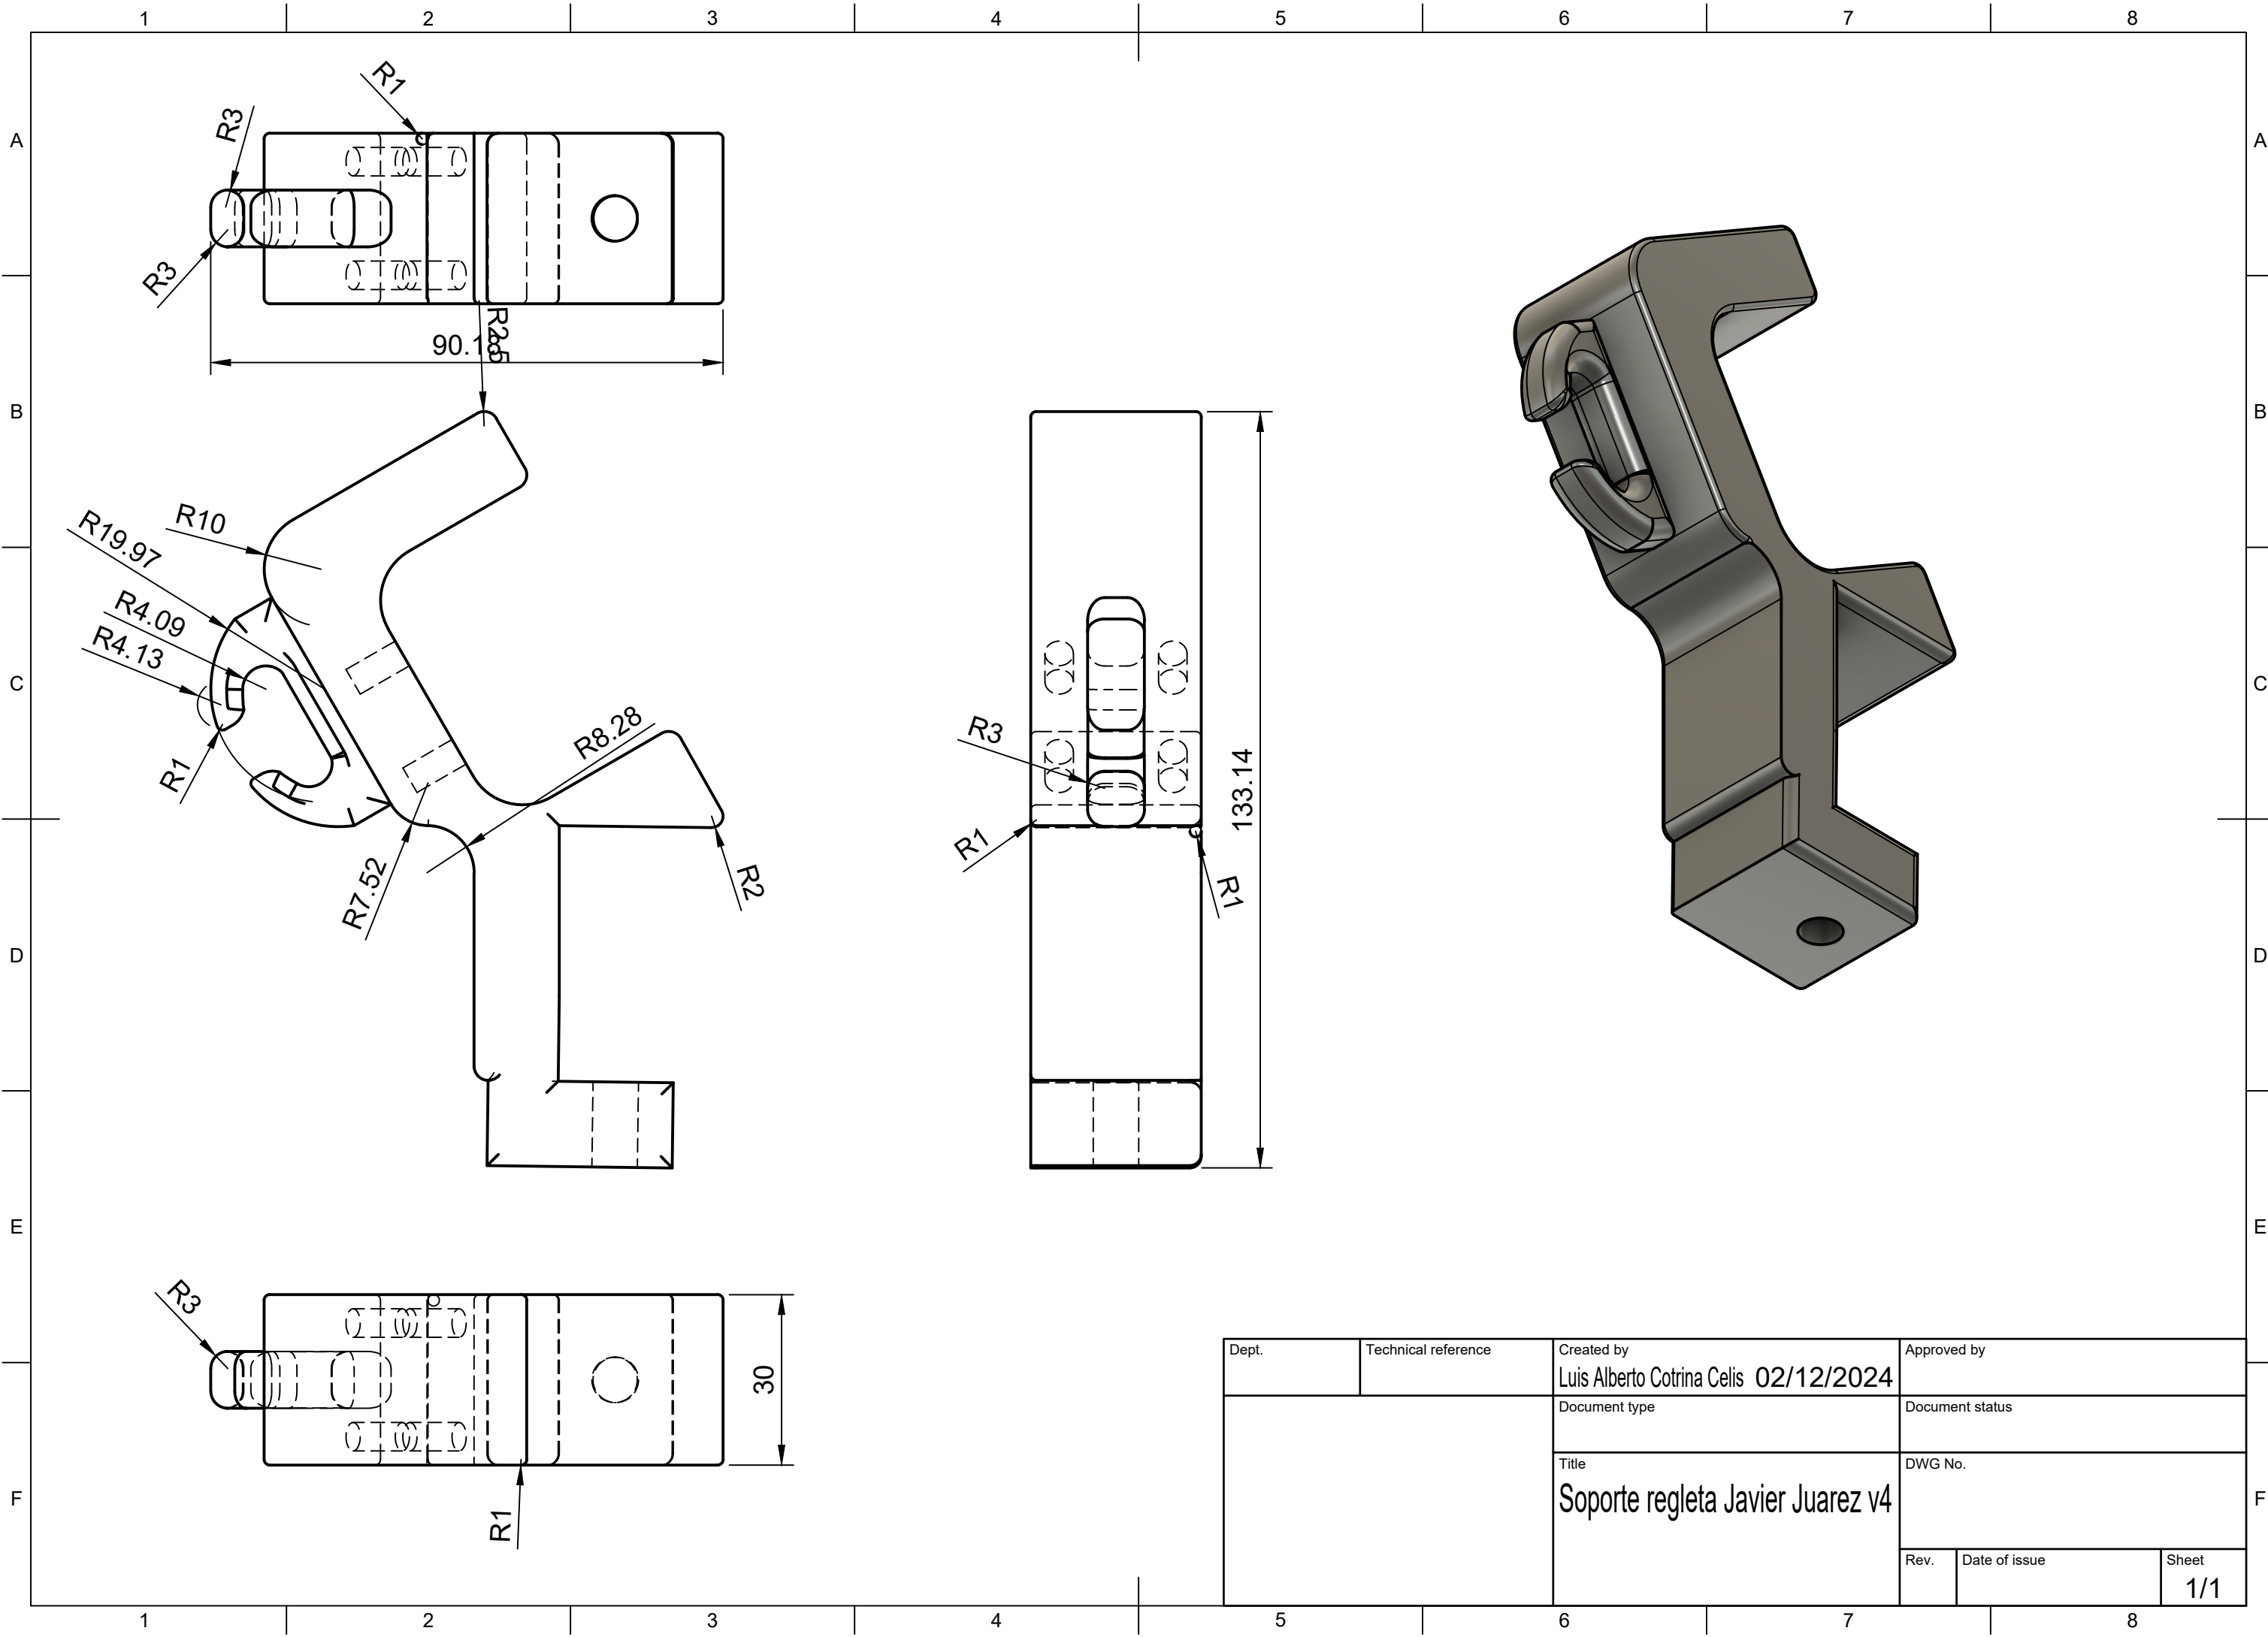 1 2 3 4 5 6 7 8
A A
R1
R3
R3
R2.5
90.18
B B
R10
R19.97
R4.09
R4.13
C C
R8.28
R3
R1
133.14
R1
R7.52
R2
R1
D D
E E
R3
30
R1
F F
Dept. Technical reference Created by Approved by
Luis Alberto Cotrina Celis 02/12/2024
Document type Document status
Title DWG No.
Soporte regleta Javier Juarez v4
Rev. Date of issue Sheet
1/1
1 2 3 4 5 6 7 8